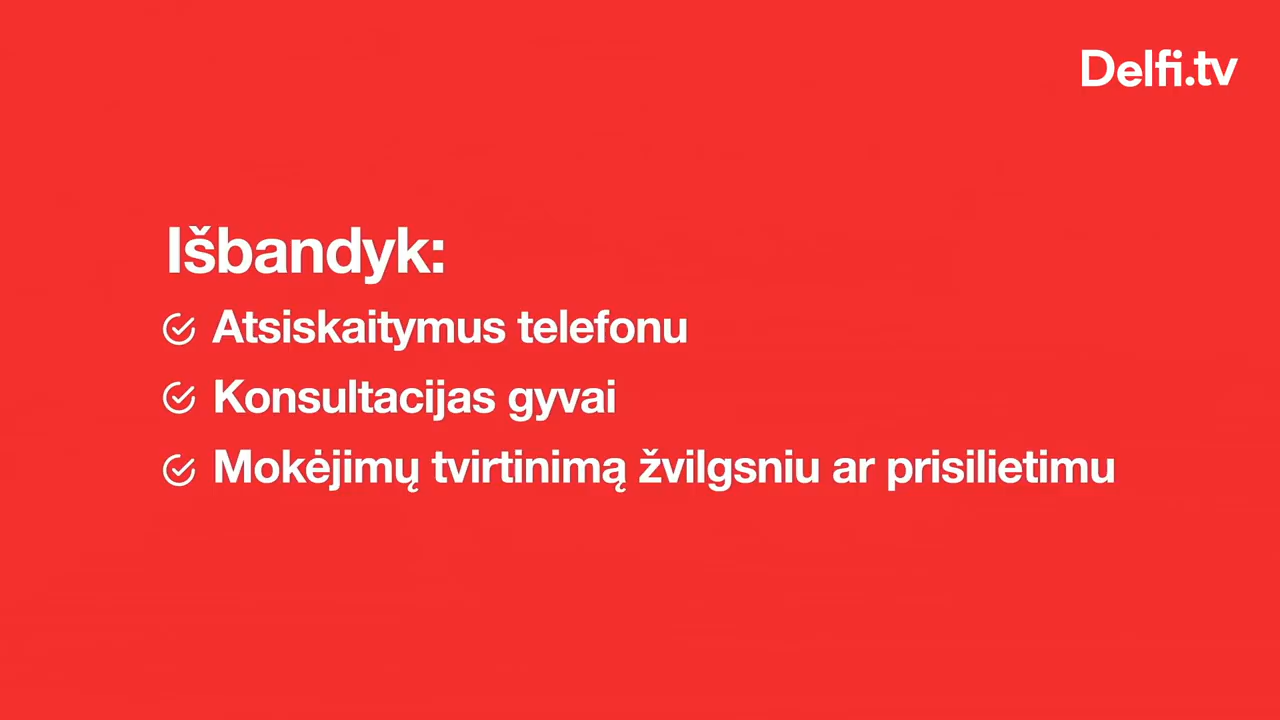 Delfi.tv
Išbandyk:
Atsiskaitymus telefonu
Konsultacijas gyvai
Mokėjimų tvirtinimą žvilgsniu ar prisilietimu